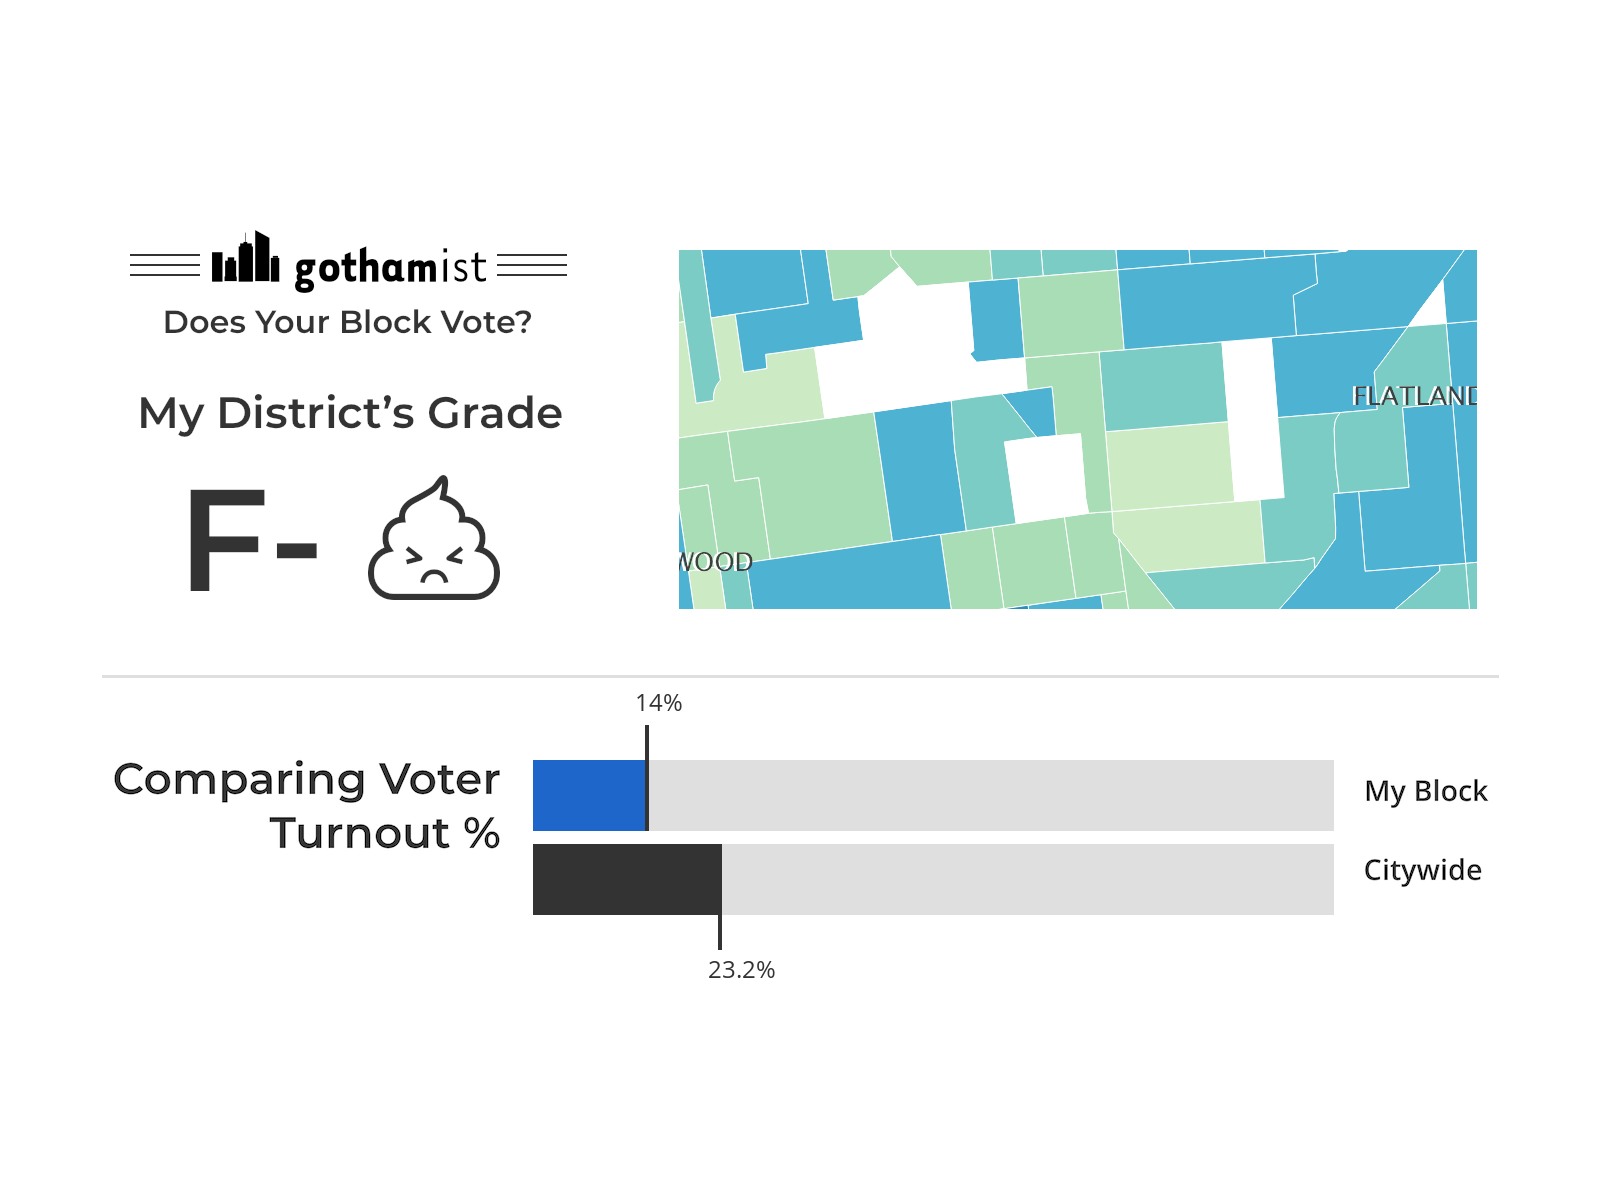 gothamist
Does Your Block Vote?
My District’s Grade
F-
FLATLAND
WOOD
14%
Comparing Voter
Turnout %
My Block
Citywide
23.2%